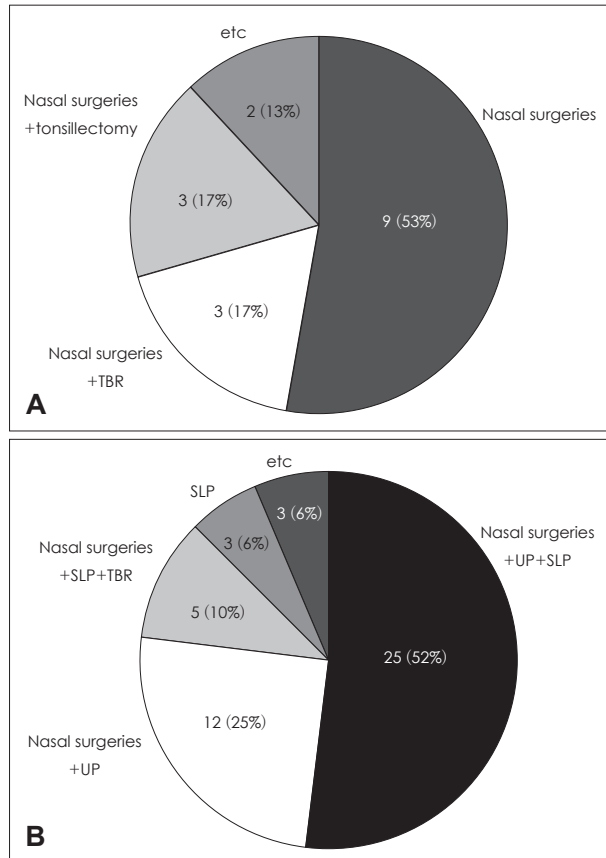 etc
Nasal surgeries
+tonsillectomy
2 (13%)
Nasal surgeries
3 (17%)
9 (53%)
3 (17%)
Nasal surgeries
+TBR
A
etc
SLP
3 (6%)
Nasal surgeries
+UP+SLP
Nasal surgeries
+SLP+TBR
3 (6%)
5 (10%)
25 (52%)
12 (25%)
Nasal surgeries
+UP
B